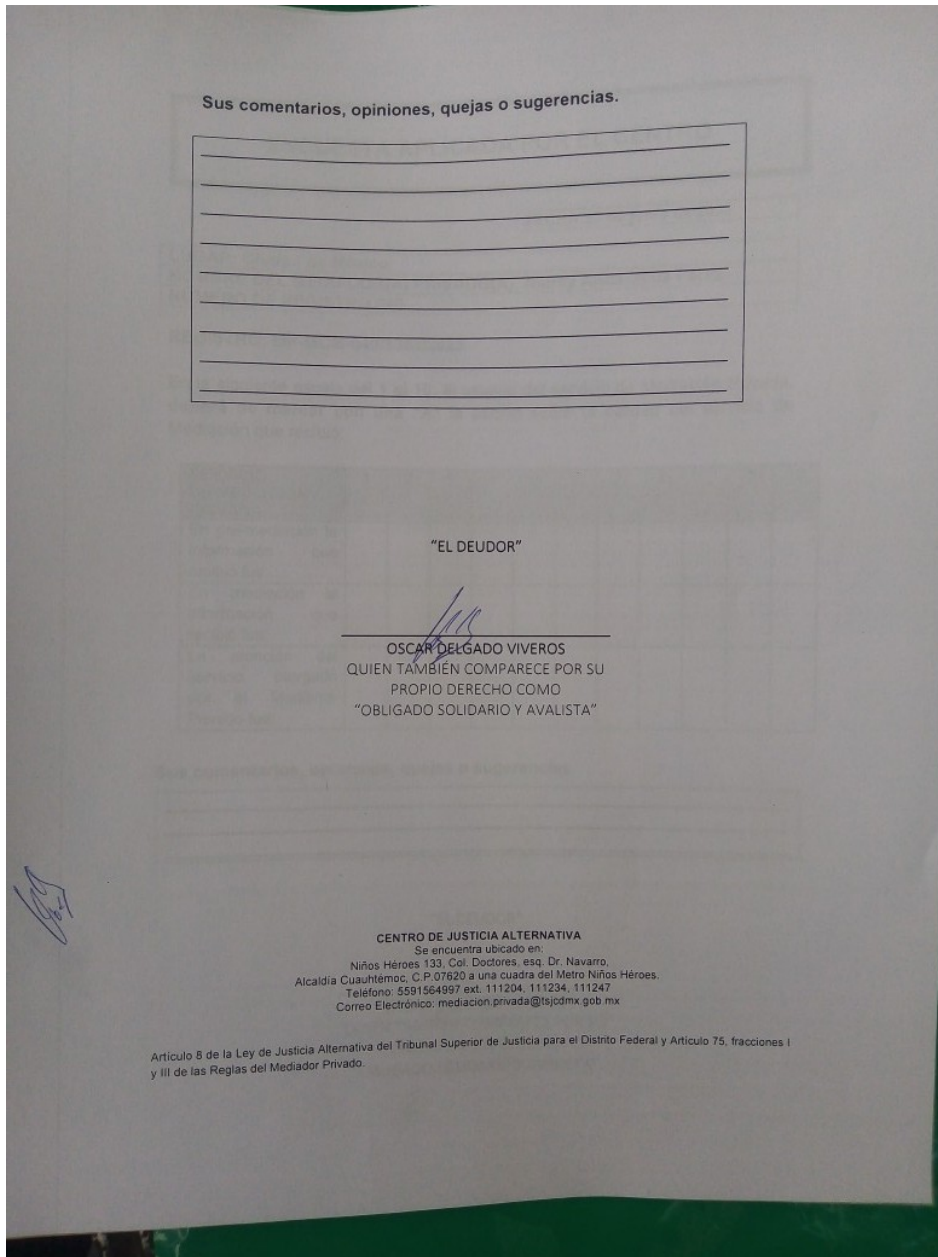 Sus comentarios, opiniones, quejas o sugerencias.
"EL DEUDOR"
OSCAR DELGADO VIVEROS
QUIEN TAMBIÉN COMPARECE POR SU
PROPIO DERECHO COMO
"OBLIGADO SOLIDARIO Y AVALISTA"
CENTRO DE JUSTICIA ALTERNATIVA
Se encuentra ubicado en:
Niños Héroes 133, Col. Doctores, esq. Dr. Navarro,
Alcaldía Cuauhtémoc, C.P.07620 a una cuadra del Metro Niños Héroes.
Teléfono: 5591564997 ext. 111204, 111234, 111247
Correo Electrónico: mediacion.privada@tsjcdmx.gob.mx
Artículo 8 de la Ley de Justicia Alternativa del Tribunal Superior de Justicia para el Distrito Federal y Artículo 75, fracciones I
y III de las Reglas del Mediador Privado.